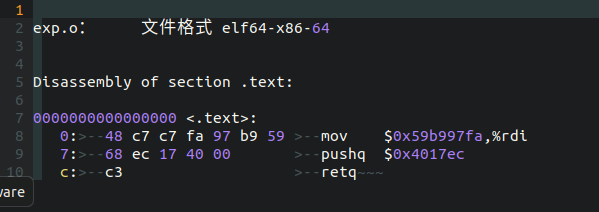 1
2 exp.o：     文件格式 elf64-x86-64
3
4
5 Disassembly of section .text:
6
7 0000000000000000 <.text>:
8    0:>--48 c7 c7 fa 97 b9 59 >--mov    $0x59b997fa,%rdi
9    7:>--68 ec 17 40 00       >--pushq  $0x4017ec
10    c:>--c3                   >--retq~~~
ware